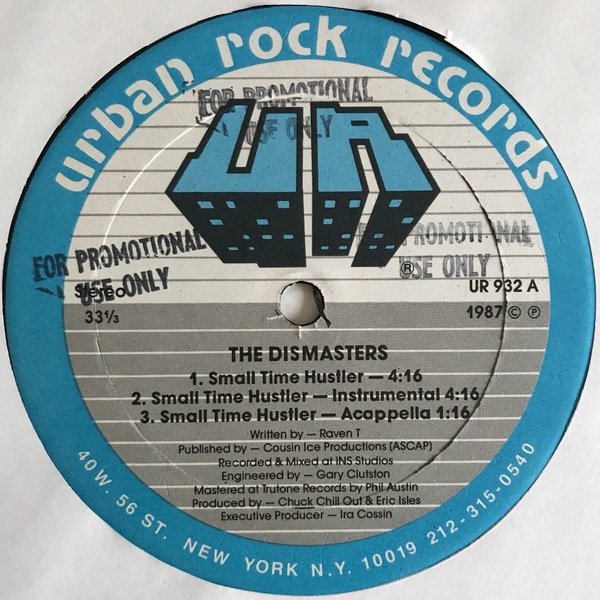 urban rock records
FOR PROMOTIONAL
USE ONLY
UR
FOR PROMOTIONAL
USE ONLY
PROMOTIONAL
USE ONLY
®
Stereo
UR 932 A
33⅓
1987 © ℗
THE DISMASTERS
1. Small Time Hustler — 4:16
2. Small Time Hustler — Instrumental 4:16
3. Small Time Hustler — Acappella 1:16
Written by — Raven T
Published by — Cousin Ice Productions (ASCAP)
Recorded & Mixed at INS Studios
Engineered by — Gary Clutston
Mastered at Trutone Records by Phil Austin
Produced by — Chuck Chill Out & Eric Isles
Executive Producer — Ira Cossin
40 W. 56 ST. NEW YORK N.Y. 10019 212-315-0540